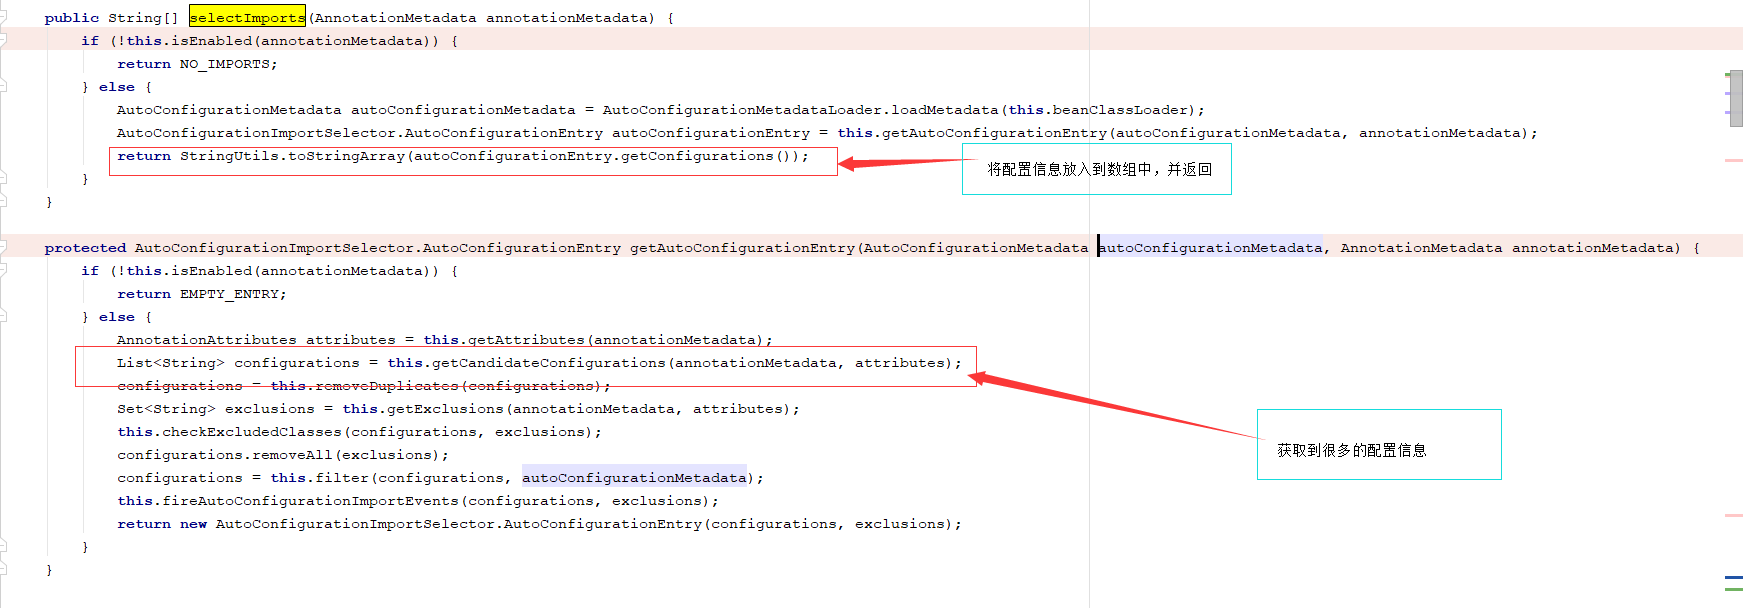 public String[] selectImports(AnnotationMetadata annotationMetadata) {
if (!this.isEnabled(annotationMetadata)) {
return NO_IMPORTS;
} else {
AutoConfigurationMetadata autoConfigurationMetadata = AutoConfigurationMetadataLoader.loadMetadata(this.beanClassLoader);
AutoConfigurationImportSelector.AutoConfigurationEntry autoConfigurationEntry = this.getAutoConfigurationEntry(autoConfigurationMetadata, annotationMetadata);
return StringUtils.toStringArray(autoConfigurationEntry.getConfigurations());
将配置信息放入到数组中，并返回
}
}
protected AutoConfigurationImportSelector.AutoConfigurationEntry getAutoConfigurationEntry(AutoConfigurationMetadata autoConfigurationMetadata, AnnotationMetadata annotationMetadata) {
if (!this.isEnabled(annotationMetadata)) {
return EMPTY_ENTRY;
} else {
AnnotationAttributes attributes = this.getAttributes(annotationMetadata);
List<String> configurations = this.getCandidateConfigurations(annotationMetadata, attributes);
configurations = this.removeDuplicates(configurations);
Set<String> exclusions = this.getExclusions(annotationMetadata, attributes);
this.checkExcludedClasses(configurations, exclusions);
configurations.removeAll(exclusions);
获取到很多的配置信息
configurations = this.filter(configurations, autoConfigurationMetadata);
this.fireAutoConfigurationImportEvents(configurations, exclusions);
return new AutoConfigurationImportSelector.AutoConfigurationEntry(configurations, exclusions);
}
}